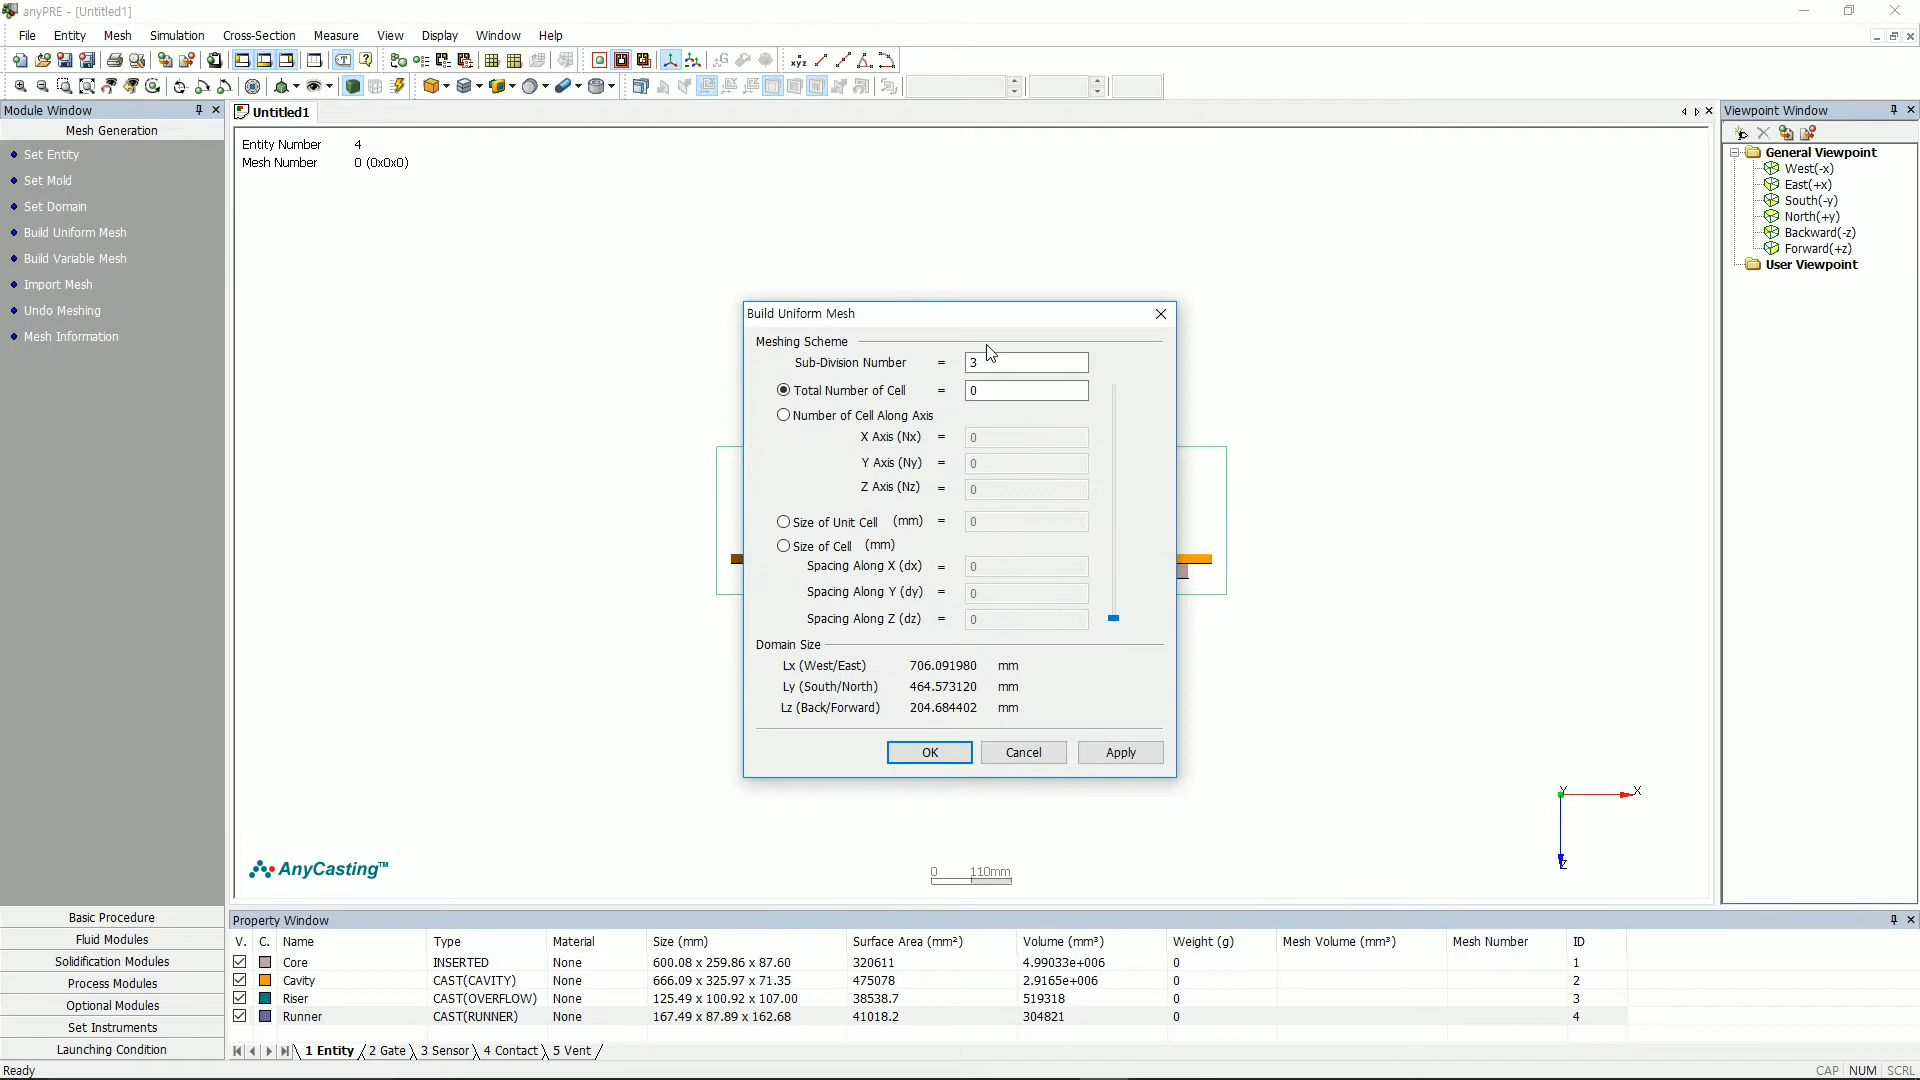 anyPRE - [Untitled1]
File Entity Mesh Simulation Cross-Section Measure View Display Window Help
Module Window
Mesh Generation
Set Entity
Set Mold
Set Domain
Build Uniform Mesh
Build Variable Mesh
Import Mesh
Undo Meshing
Mesh Information
Basic Procedure
Fluid Modules
Solidification Modules
Process Modules
Optional Modules
Set Instruments
Launching Condition
Untitled1
Entity Number 4
Mesh Number 0 (0x0x0)
Build Uniform Mesh
Meshing Scheme
Sub-Division Number = 3
Total Number of Cell = 0
Number of Cell Along Axis
X Axis (Nx) = 0
Y Axis (Ny) = 0
Z Axis (Nz) = 0
Size of Unit Cell (mm) = 0
Size of Cell (mm)
Spacing Along X (dx) = 0
Spacing Along Y (dy) = 0
Spacing Along Z (dz) = 0
Domain Size
Lx (West/East) 706.091980 mm
Ly (South/North) 464.573120 mm
Lz (Back/Forward) 204.684402 mm
OK Cancel Apply
Y X
Z
AnyCasting™
0 110mm
Viewpoint Window
General Viewpoint
West(-x)
East(+x)
South(-y)
North(+y)
Backward(-z)
Forward(+z)
User Viewpoint
Property Window
V. C. Name Type Material Size (mm) Surface Area (mm²) Volume (mm³) Weight (g) Mesh Volume (mm³) Mesh Number ID
Core INSERTED None 600.08 x 259.86 x 87.60 320611 4.99033e+006 0 1
Cavity CAST(CAVITY) None 666.09 x 325.97 x 71.35 475078 2.9165e+006 0 2
Riser CAST(OVERFLOW) None 125.49 x 100.92 x 107.00 38538.7 519318 0 3
Runner CAST(RUNNER) None 167.49 x 87.89 x 162.68 41018.2 304821 0 4
1 Entity 2 Gate 3 Sensor 4 Contact 5 Vent
Ready CAP NUM SCRL